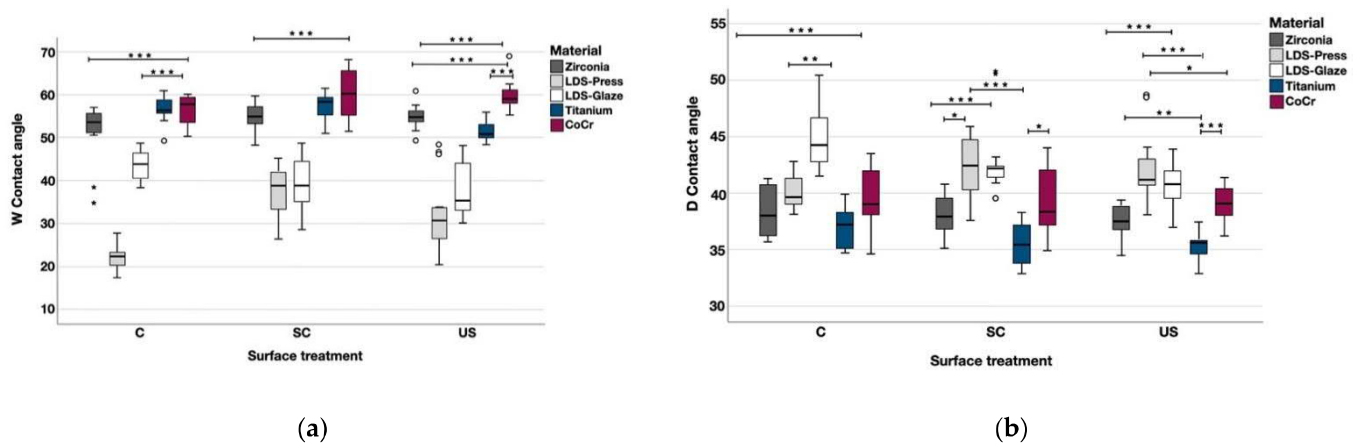 70
60
50
40
30
20
10
W Contact angle
***
***
***
***
***
***
C
SC
US
Surface treatment
Material
Zirconia
LDS-Press
LDS-Glaze
Titanium
CoCr
(a)
55
50
45
40
35
30
D Contact angle
***
**
***
***
*
*
***
***
*
**
***
C
SC
US
Surface treatment
Material
Zirconia
LDS-Press
LDS-Glaze
Titanium
CoCr
(b)